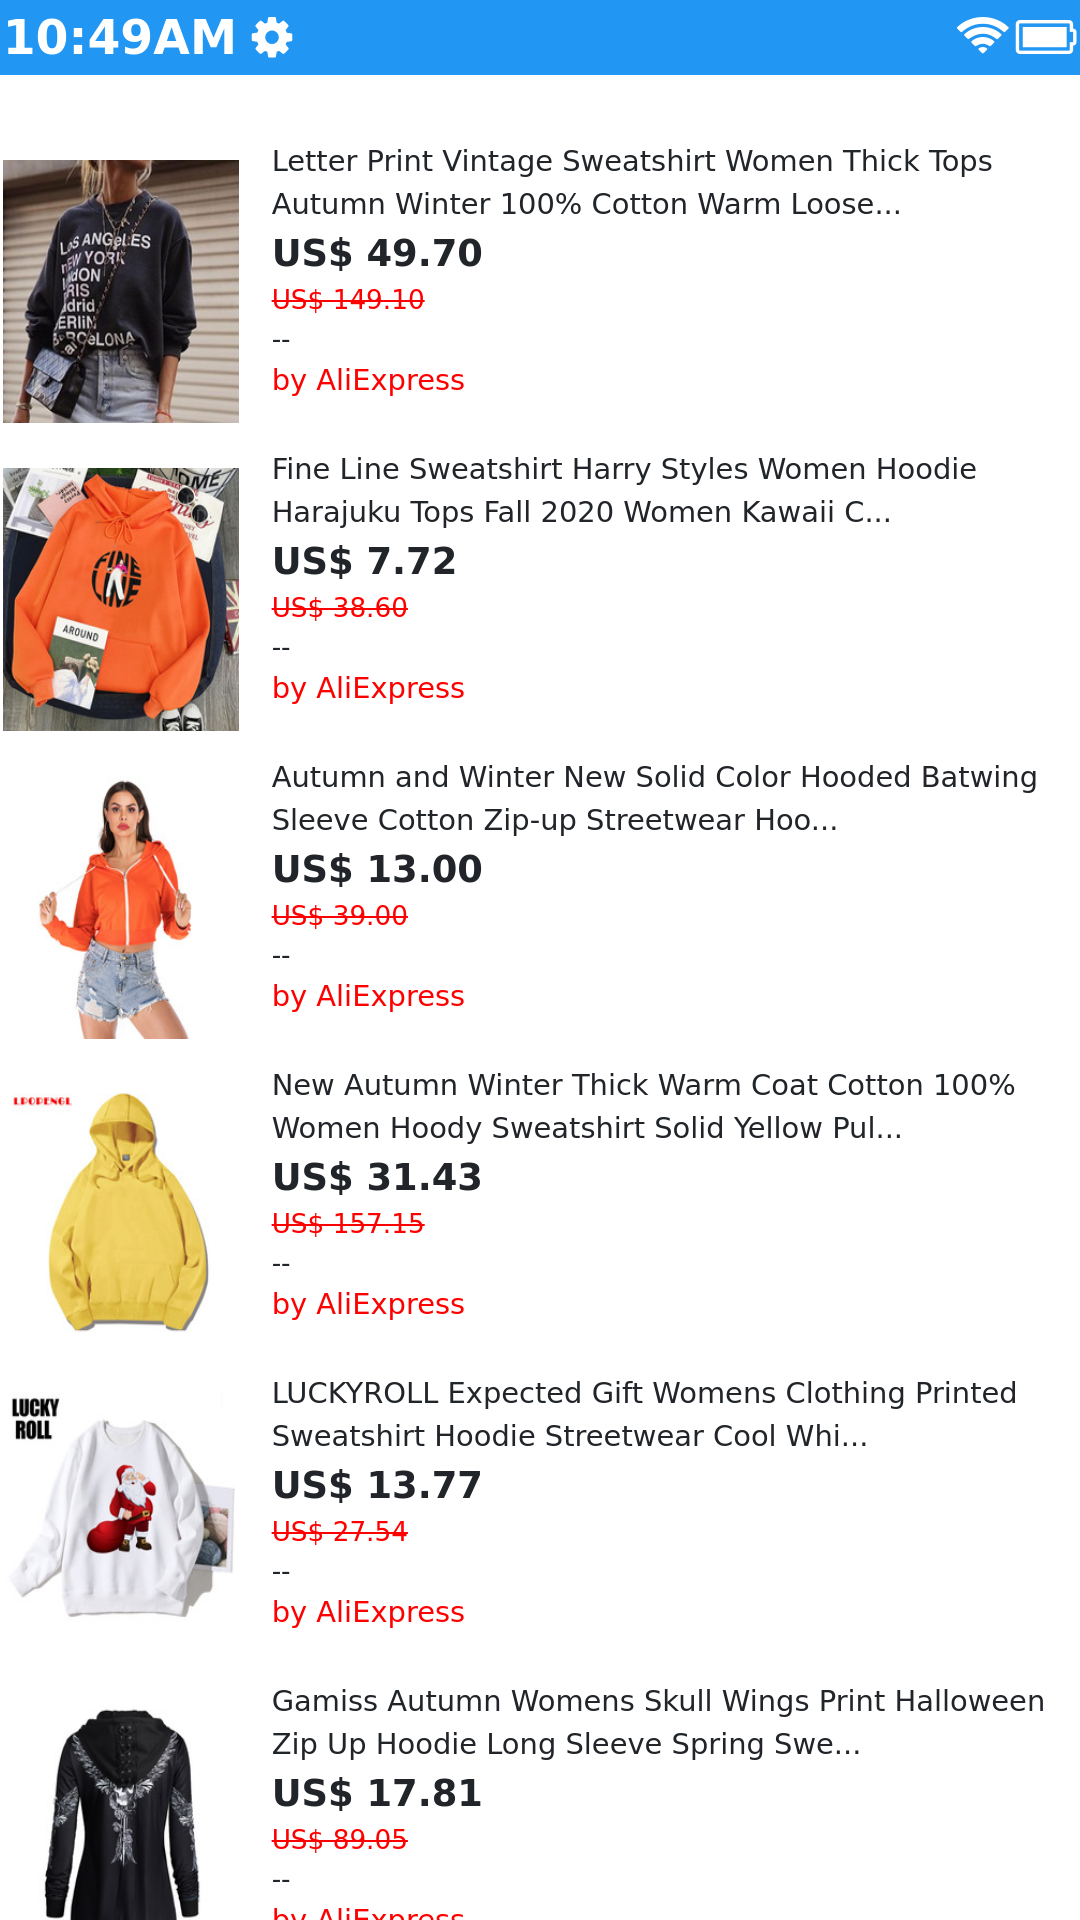 10:49AM
Letter Print Vintage Sweatshirt Women Thick Tops
Autumn Winter 100% Cotton Warm Loose...
US$ 49.70
US$ 149.10
--
by AliExpress
LOS ANGeLES
NEW YORK
BERLiN
BARCeLONA
Fine Line Sweatshirt Harry Styles Women Hoodie
Harajuku Tops Fall 2020 Women Kawaii C...
US$ 7.72
US$ 38.60
--
by AliExpress
FINE
LINE
AROUND
Autumn and Winter New Solid Color Hooded Batwing
Sleeve Cotton Zip-up Streetwear Hoo...
US$ 13.00
US$ 39.00
--
by AliExpress
LPOPENGL
New Autumn Winter Thick Warm Coat Cotton 100%
Women Hoody Sweatshirt Solid Yellow Pul...
US$ 31.43
US$ 157.15
--
by AliExpress
LUCKY
ROLL
LUCKYROLL Expected Gift Womens Clothing Printed
Sweatshirt Hoodie Streetwear Cool Whi...
US$ 13.77
US$ 27.54
--
by AliExpress
Gamiss Autumn Womens Skull Wings Print Halloween
Zip Up Hoodie Long Sleeve Spring Swe...
US$ 17.81
US$ 89.05
--
by AliExpress